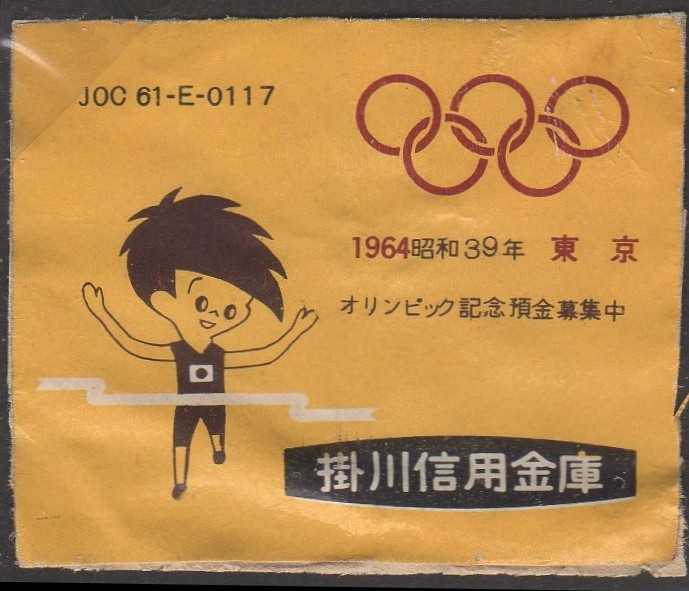 JOC 61-E-0117
1964昭和39年 東京
オリンピック記念預金募集中
掛川信用金庫